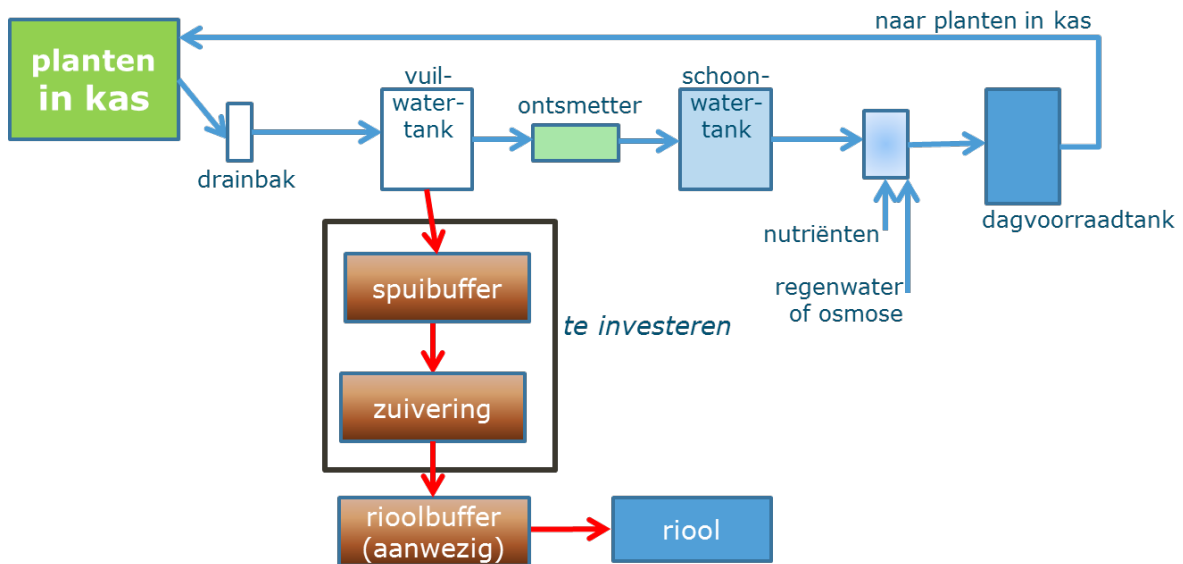 naar planten in kas
planten
in kas
vuil-
water-
tank
schoon-
water-
tank
ontsmetter
drainbak
dagvoorraadtank
nutriënten
regenwater
of osmose
spuibuffer
te investeren
zuivering
rioolbuffer
(aanwezig)
riool